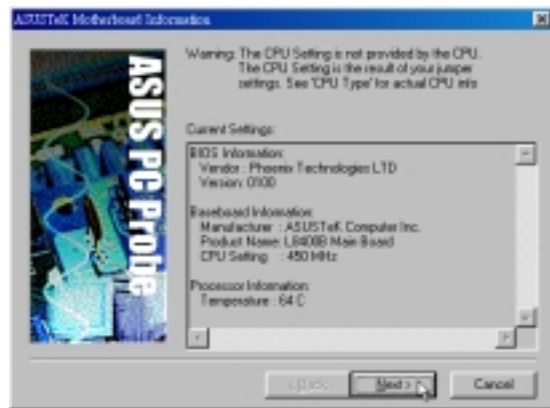 ASUSTeK Motherboard Information
ASUS PC Probe
Warning: The CPU Setting is not provided by the CPU.
The CPU Setting is the result of your jumper
settings. See 'CPU Type' for actual CPU info
Current Settings:
BIOS Information:
Vendor : Phoenix Technologies LTD
Version: 0100
Baseboard Information:
Manufacturer : ASUSTeK Computer Inc.
Product Name: L8400B Main Board
CPU Setting : 450 MHz
Processor Information:
Temperature : 64 C
< Back
Next >
Cancel